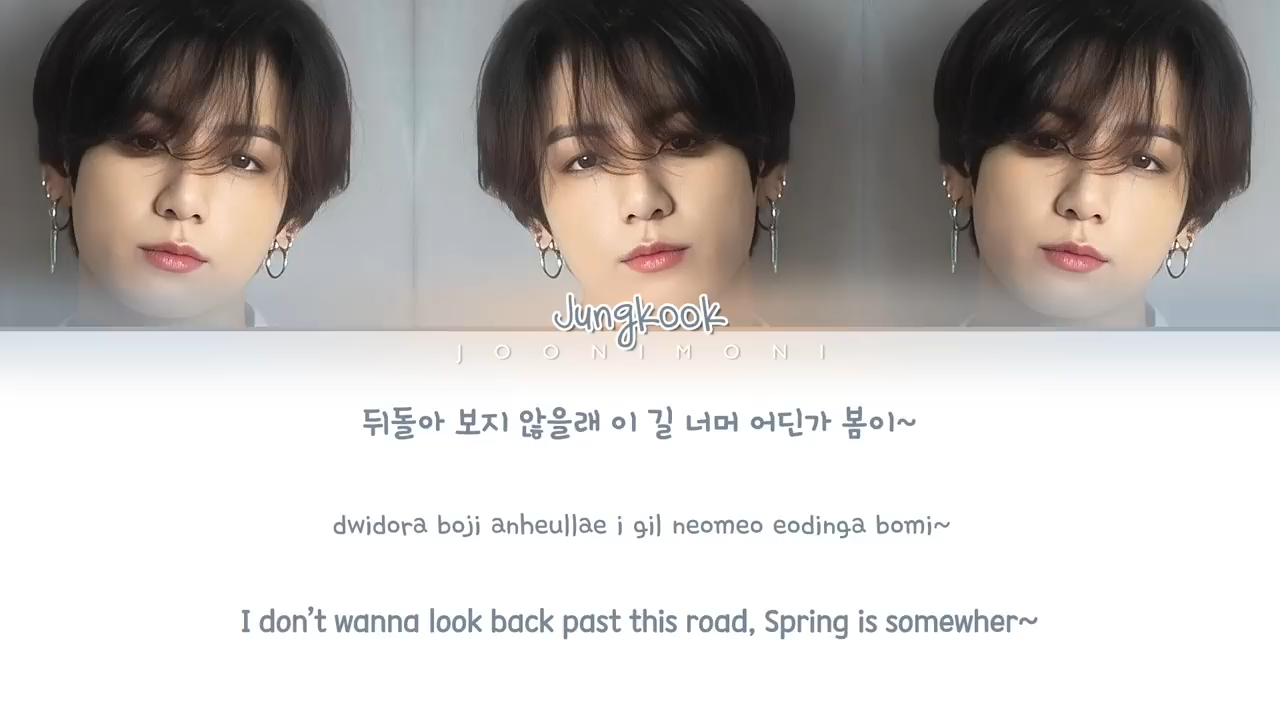 Jungkook
JOONIMONI
뒤돌아 보지 않을래 이 길 너머 어딘가 봄이~
dwidora boji anheullae i gil neomeo eodinga bomi~
I don't wanna look back past this road, Spring is somewher~